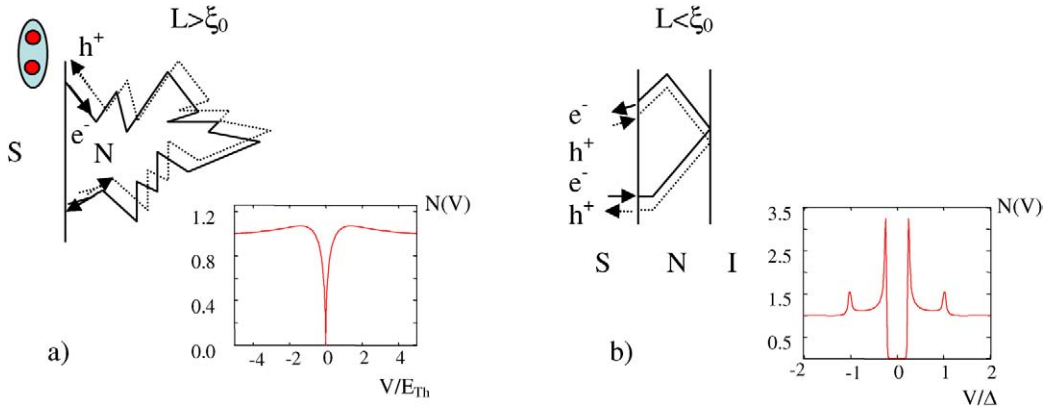 L>ξ₀
h⁺
e⁻
S
N
N(V)
1.2
0.8
0.4
0.0
-4 -2 0 2 4
V/E_Th
a)
L<ξ₀
e⁻
h⁺
e⁻
h⁺
S N I
N(V)
3.5
2.5
1.5
0.5
-2 -1 0 1 2
V/Δ
b)